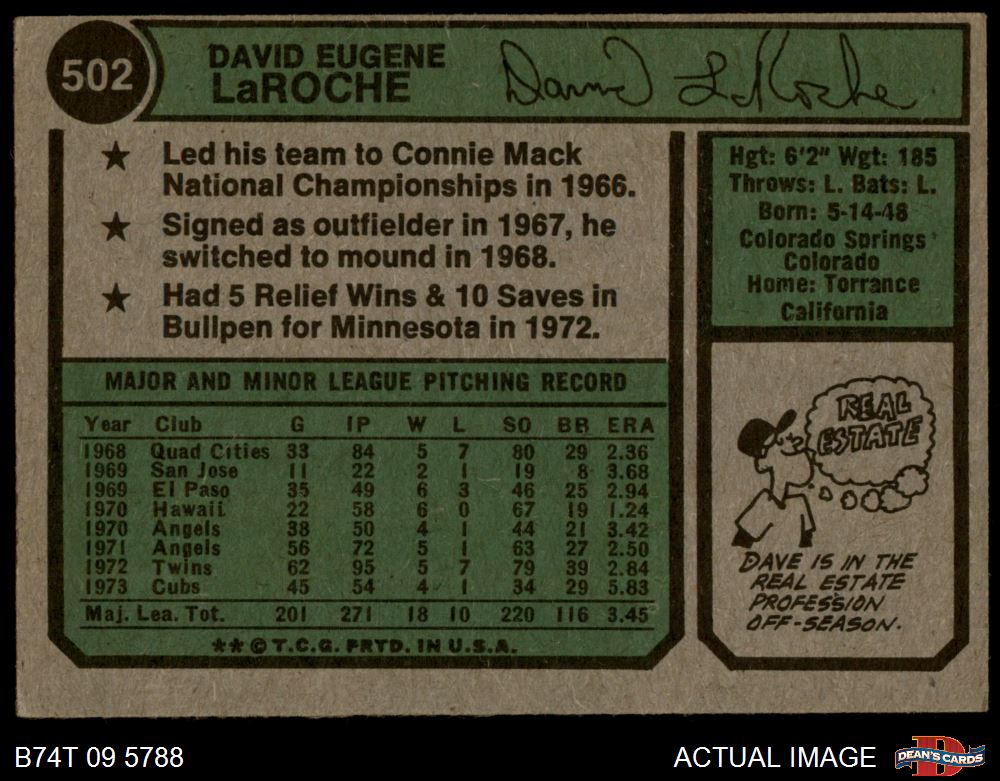 502
DAVID EUGENE
LaROCHE
David LaRoche
★ Led his team to Connie Mack
National Championships in 1966.
★ Signed as outfielder in 1967, he
switched to mound in 1968.
★ Had 5 Relief Wins & 10 Saves in
Bullpen for Minnesota in 1972.
Hgt: 6'2" Wgt: 185
Throws: L. Bats: L.
Born: 5-14-48
Colorado Springs
Colorado
Home: Torrance
California
MAJOR AND MINOR LEAGUE PITCHING RECORD
Year Club G IP W L SO BB ERA
1968 Quad Cities 33 84 5 7 80 29 2.36
1969 San Jose 11 22 2 1 19 8 3.68
1969 El Paso 35 49 6 3 46 25 2.94
1970 Hawaii 22 58 6 0 67 19 1.24
1970 Angels 38 50 4 1 44 21 3.42
1971 Angels 56 72 5 1 63 27 2.50
1972 Twins 62 95 5 7 79 39 2.84
1973 Cubs 45 54 4 1 34 29 5.83
Maj. Lea. Tot. 201 271 18 10 220 116 3.45
** © T.C.G. PRTD. IN U.S.A.
REAL
ESTATE
DAVE IS IN THE
REAL ESTATE
PROFESSION
OFF-SEASON.
B74T 09 5788
ACTUAL IMAGE
D
DEAN'S CARDS